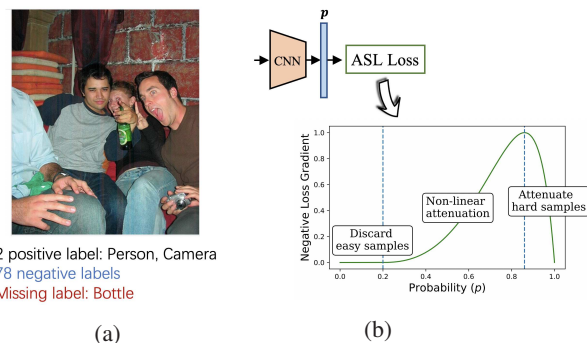 2 positive label: Person, Camera
78 negative labels
Missing label: Bottle
(a)
p
CNN
ASL Loss
Negative Loss Gradient
1.0
0.8
0.6
0.4
0.2
0.0
Discard
easy samples
Non-linear
attenuation
Attenuate
hard samples
0.0 0.2 0.4 0.6 0.8 1.0
Probability (p)
(b)